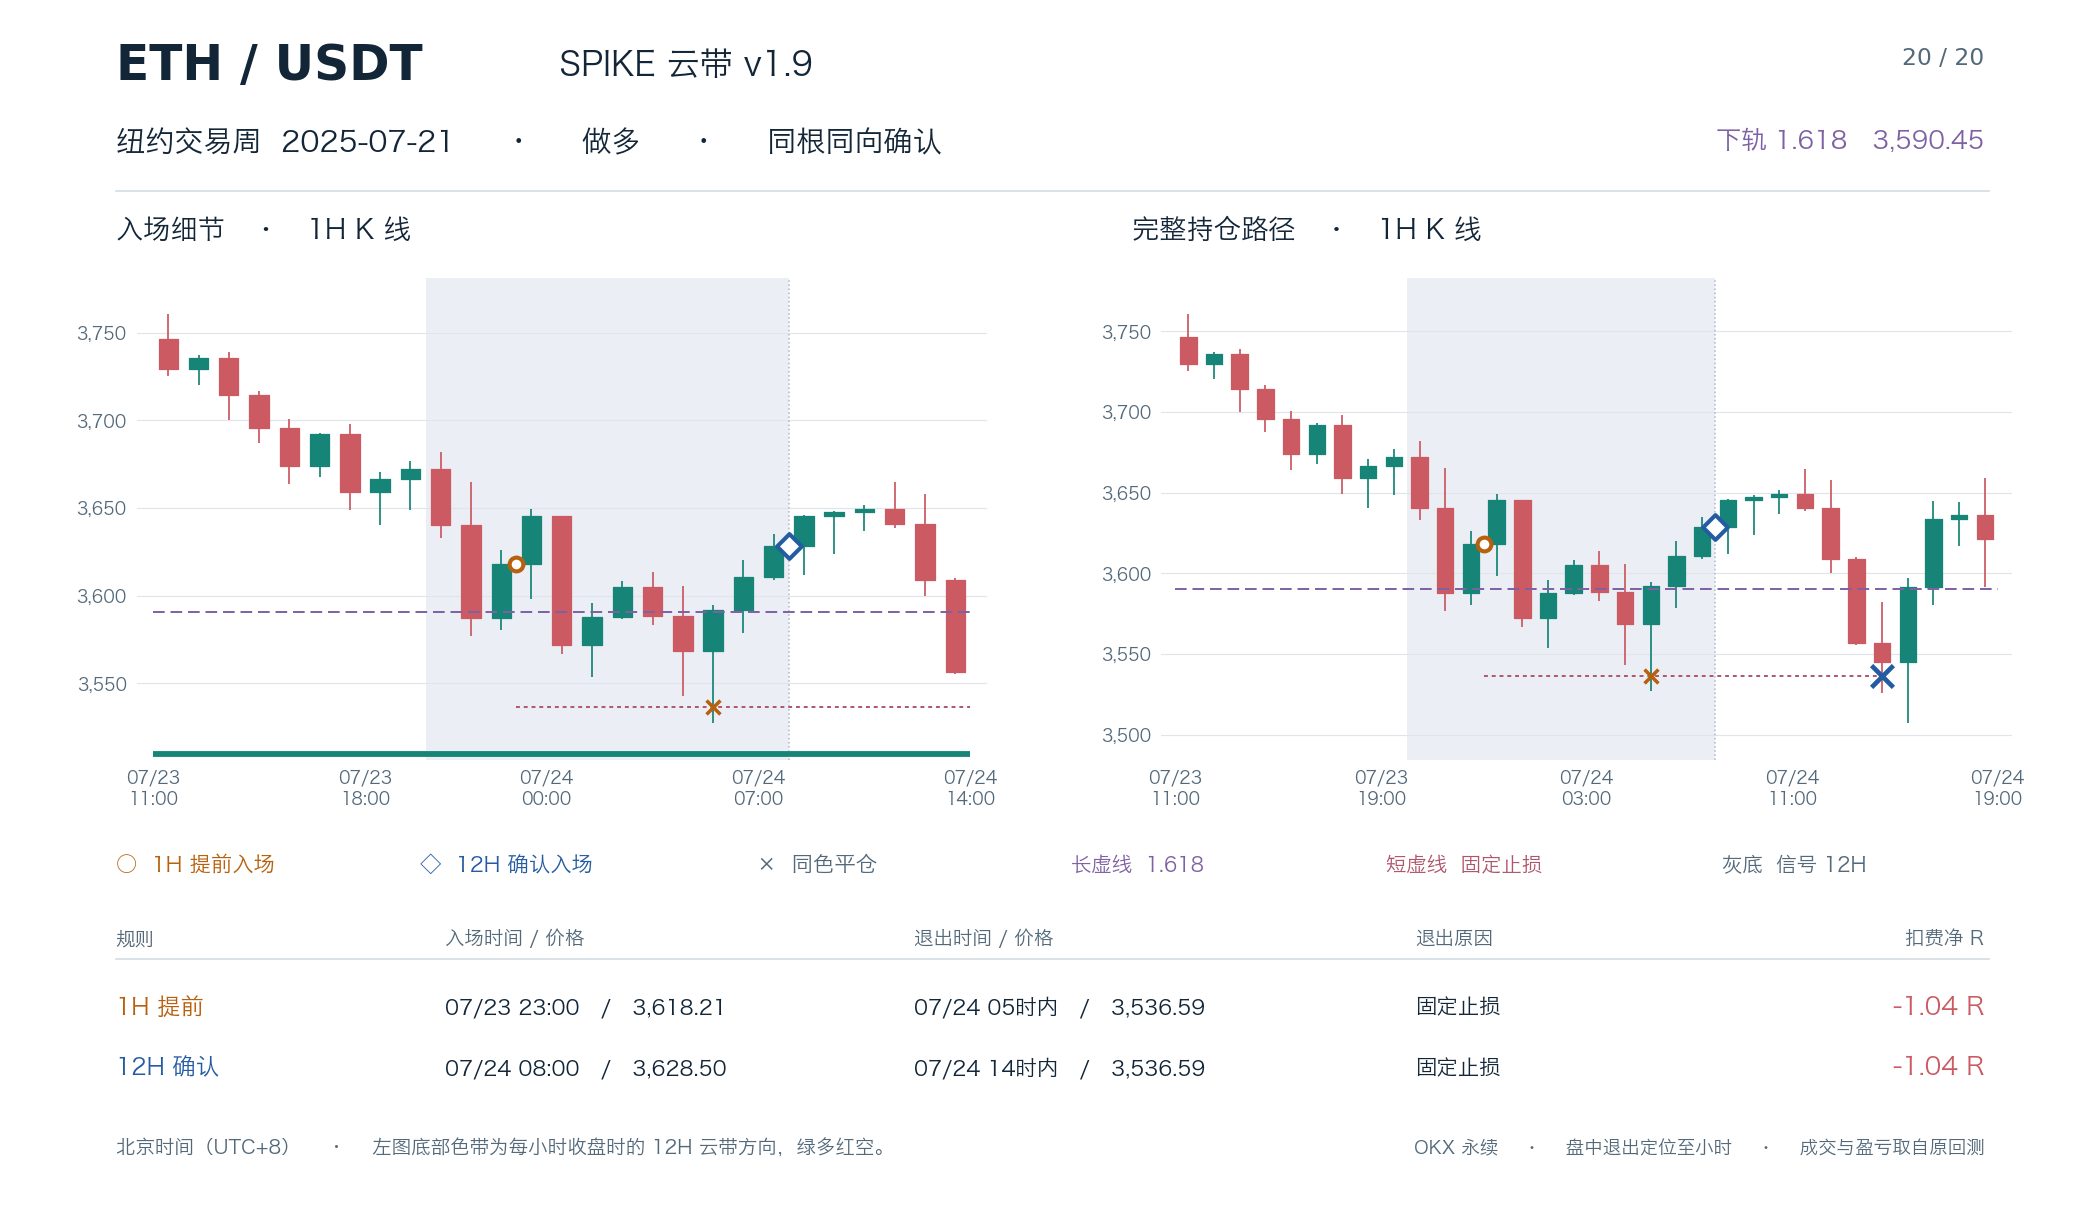 ETH / USDT SPIKE 云带 v1.9 20 / 20
纽约交易周 2025-07-21 · 做多 · 同根同向确认 下轨 1.618 3,590.45
入场细节 · 1H K 线
3,750
3,700
3,650
3,600
3,550
07/23 07/23 07/24 07/24 07/24
11:00 18:00 00:00 07:00 14:00
完整持仓路径 · 1H K 线
3,750
3,700
3,650
3,600
3,550
3,500
07/23 07/23 07/24 07/24 07/24
11:00 19:00 03:00 11:00 19:00
1H 提前入场 12H 确认入场 × 同色平仓 长虚线 1.618 短虚线 固定止损 灰底 信号 12H
规则 入场时间 / 价格 退出时间 / 价格 退出原因 扣费净 R
1H 提前 07/23 23:00 / 3,618.21 07/24 05时内 / 3,536.59 固定止损 -1.04 R
12H 确认 07/24 08:00 / 3,628.50 07/24 14时内 / 3,536.59 固定止损 -1.04 R
北京时间（UTC+8） · 左图底部色带为每小时收盘时的 12H 云带方向，绿多红空。 OKX 永续 · 盘中退出定位至小时 · 成交与盈亏取自原回测